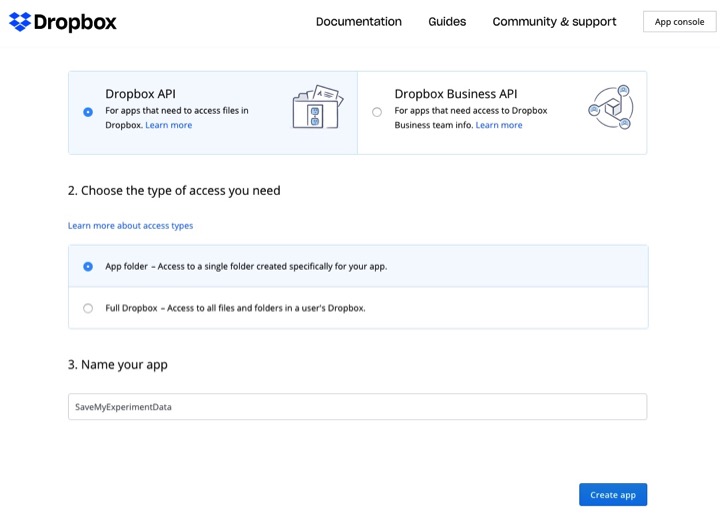 Dropbox
Documentation Guides Community & support App console
Dropbox API
For apps that need to access files in
Dropbox. Learn more
Dropbox Business API
For apps that need access to Dropbox
Business team info. Learn more
2. Choose the type of access you need
Learn more about access types
App folder – Access to a single folder created specifically for your app.
Full Dropbox – Access to all files and folders in a user's Dropbox.
3. Name your app
SaveMyExperimentData
Create app